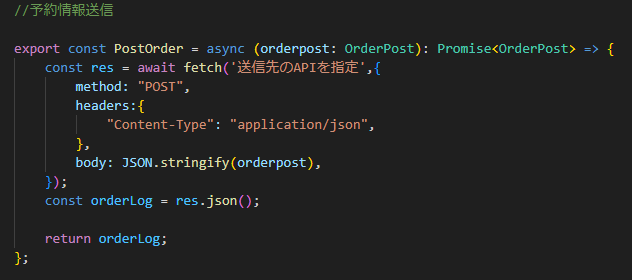 //予約情報送信
export const PostOrder = async (orderpost: OrderPost): Promise<OrderPost> => {
const res = await fetch('送信先のAPIを指定',{
method: "POST",
headers:{
"Content-Type": "application/json",
},
body: JSON.stringify(orderpost),
});
const orderLog = res.json();
return orderLog;
};